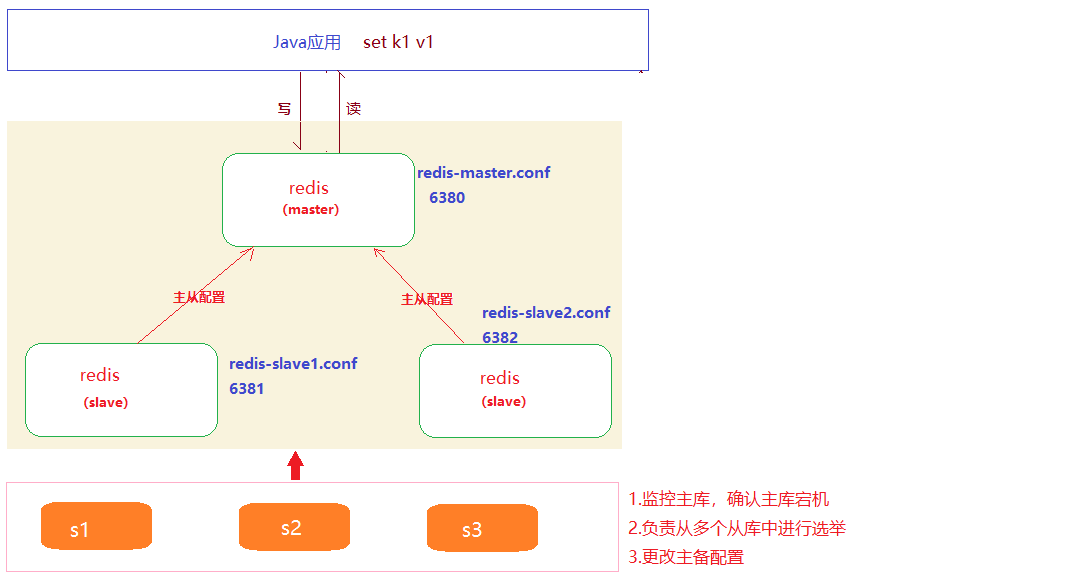 Java应用 set k1 v1
写 读
redis
(master)
redis-master.conf
6380
主从配置
主从配置
redis-slave2.conf
6382
redis
(slave)
redis-slave1.conf
6381
redis
(slave)
s1 s2 s3
1.监控主库，确认主库宕机
2.负责从多个从库中进行选举
3.更改主备配置